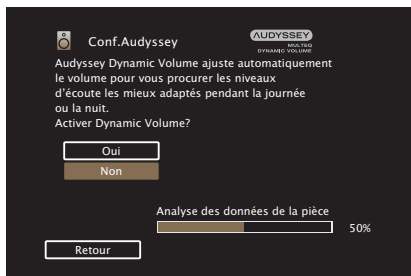 Conf.Audyssey
AUDYSSEY
MULTEQ
DYNAMIC VOLUME
Audyssey Dynamic Volume ajuste automatiquement
le volume pour vous procurer les niveaux
d'écoute les mieux adaptés pendant la journée
ou la nuit.
Activer Dynamic Volume?
Oui
Non
Analyse des données de la pièce
50%
Retour